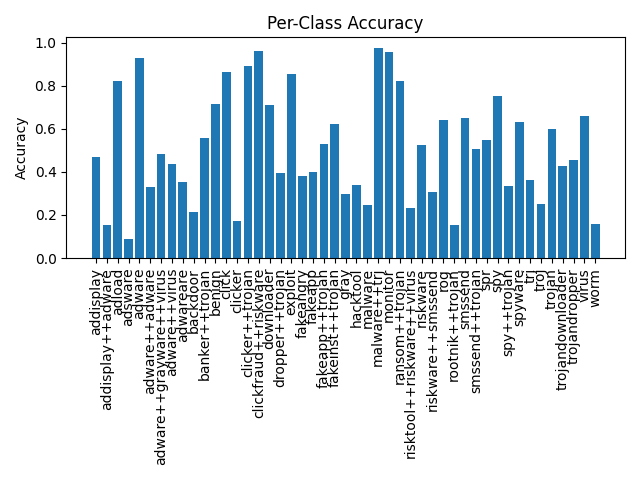 Per-Class Accuracy
1.0
0.8
0.6
0.4
0.2
0.0
Accuracy
addisplay
addisplay++adware
adload
adsware
adware
adware++adware
adware++grayware++virus
adware++virus
adwareare
backdoor
banker++trojan
benign
click
clicker
clicker++trojan
clickfraud++riskware
downloader
dropper++trojan
exploit
fakeangry
fakeapp
fakeapp++trojan
fakeinst++trojan
gray
hacktool
malware
malware++trj
monitor
ransom++trojan
risktool++riskware++virus
riskware
riskware++smssend
rog
rootnik++trojan
smssend
smssend++trojan
spr
spy
spy++trojan
spyware
trj
troj
trojan
trojandownloader
trojandropper
virus
worm